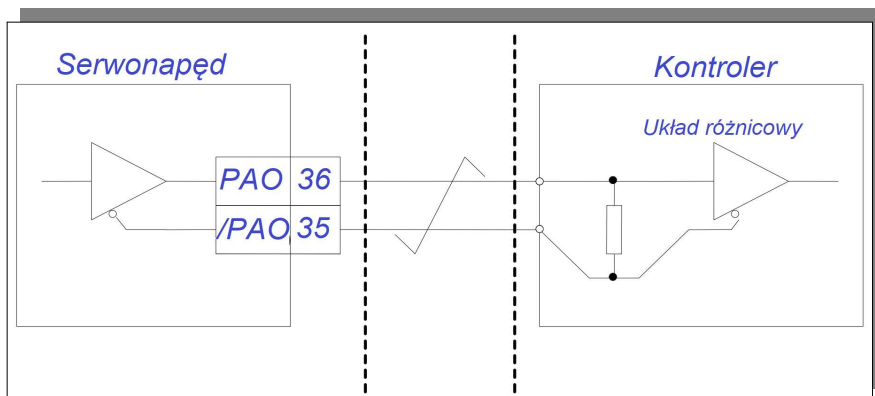 Serwonapęd
Kontroler
Układ różnicowy
PAO 36
/PAO 35